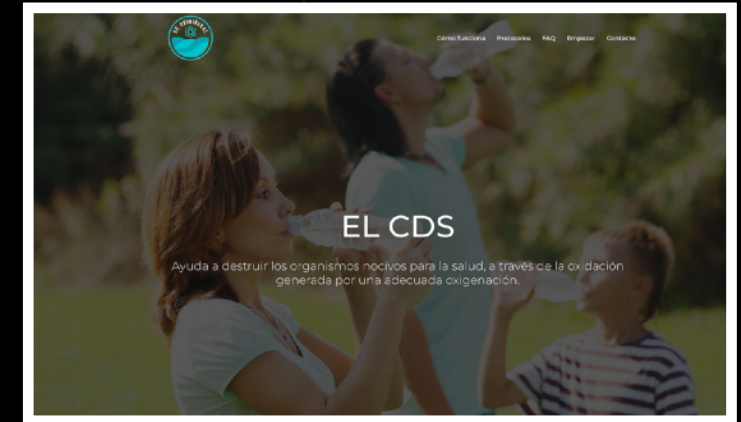 Cómo funciona Protocolos FAQ Empezar Contacto
EL CDS
Ayuda a destruir los organismos nocivos para la salud, a través de la oxidación
generada por una adecuada oxigenación.